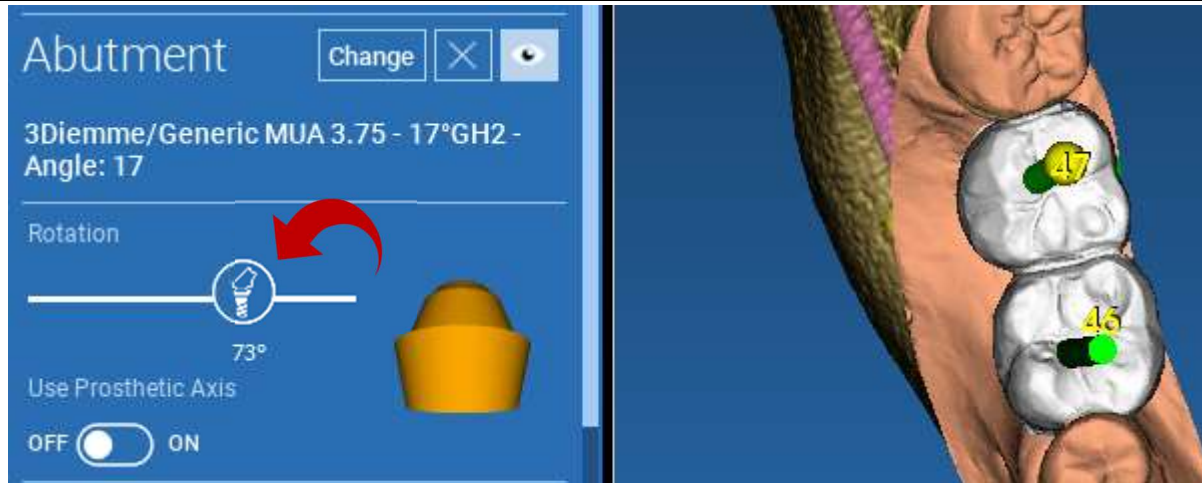 Abutment
Change
3Diemme/Generic MUA 3.75 - 17°GH2 -
Angle: 17
Rotation
73°
Use Prosthetic Axis
OFF ON
47
46